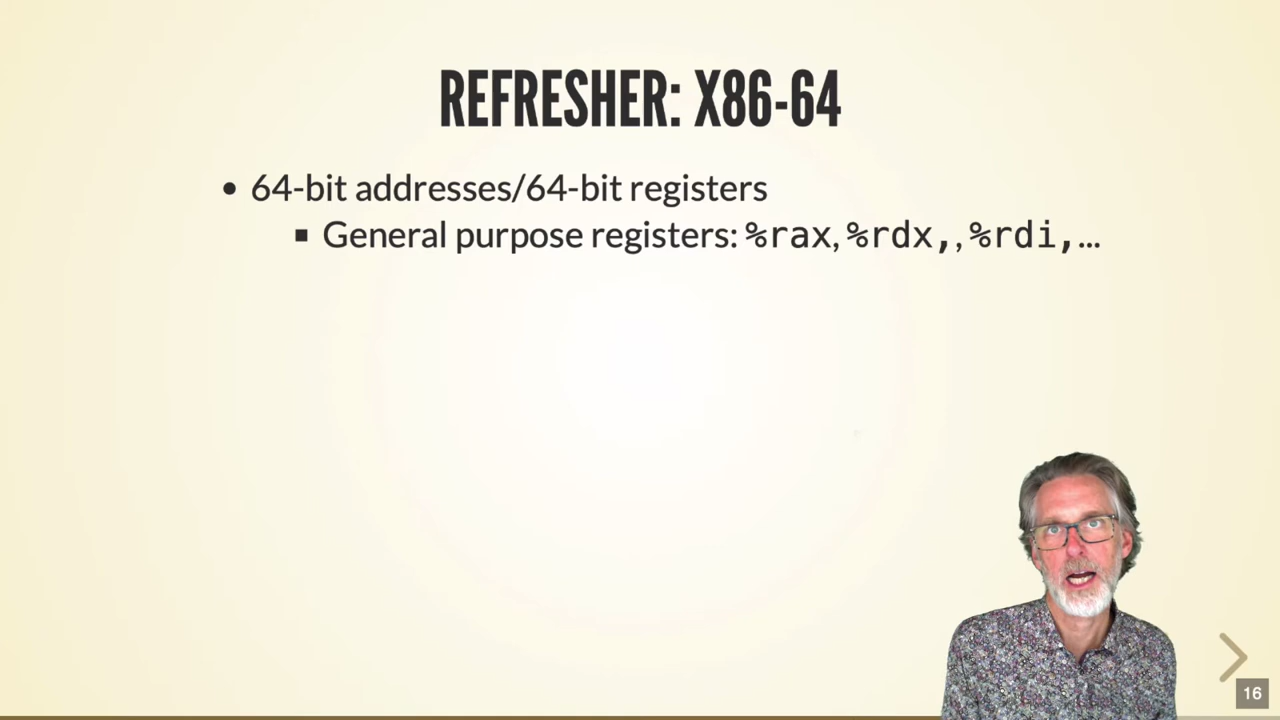 REFRESHER: X86-64
• 64-bit addresses/64-bit registers
▪ General purpose registers: %rax, %rdx,, %rdi,...
16